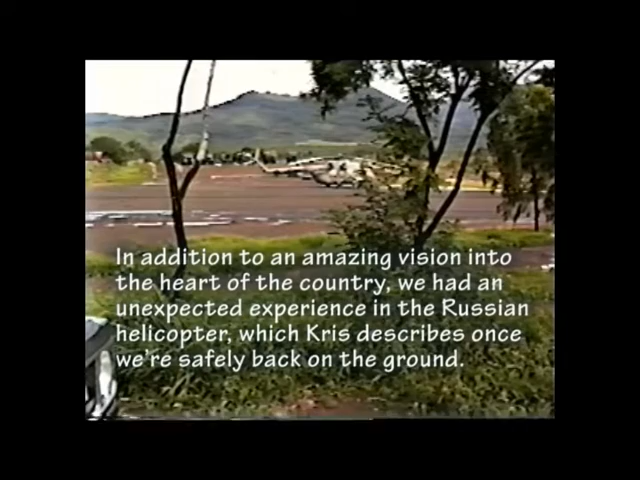 In addition to an amazing vision into
the heart of the country, we had an
unexpected experience in the Russian
helicopter, which Kris describes once
we're safely back on the ground.